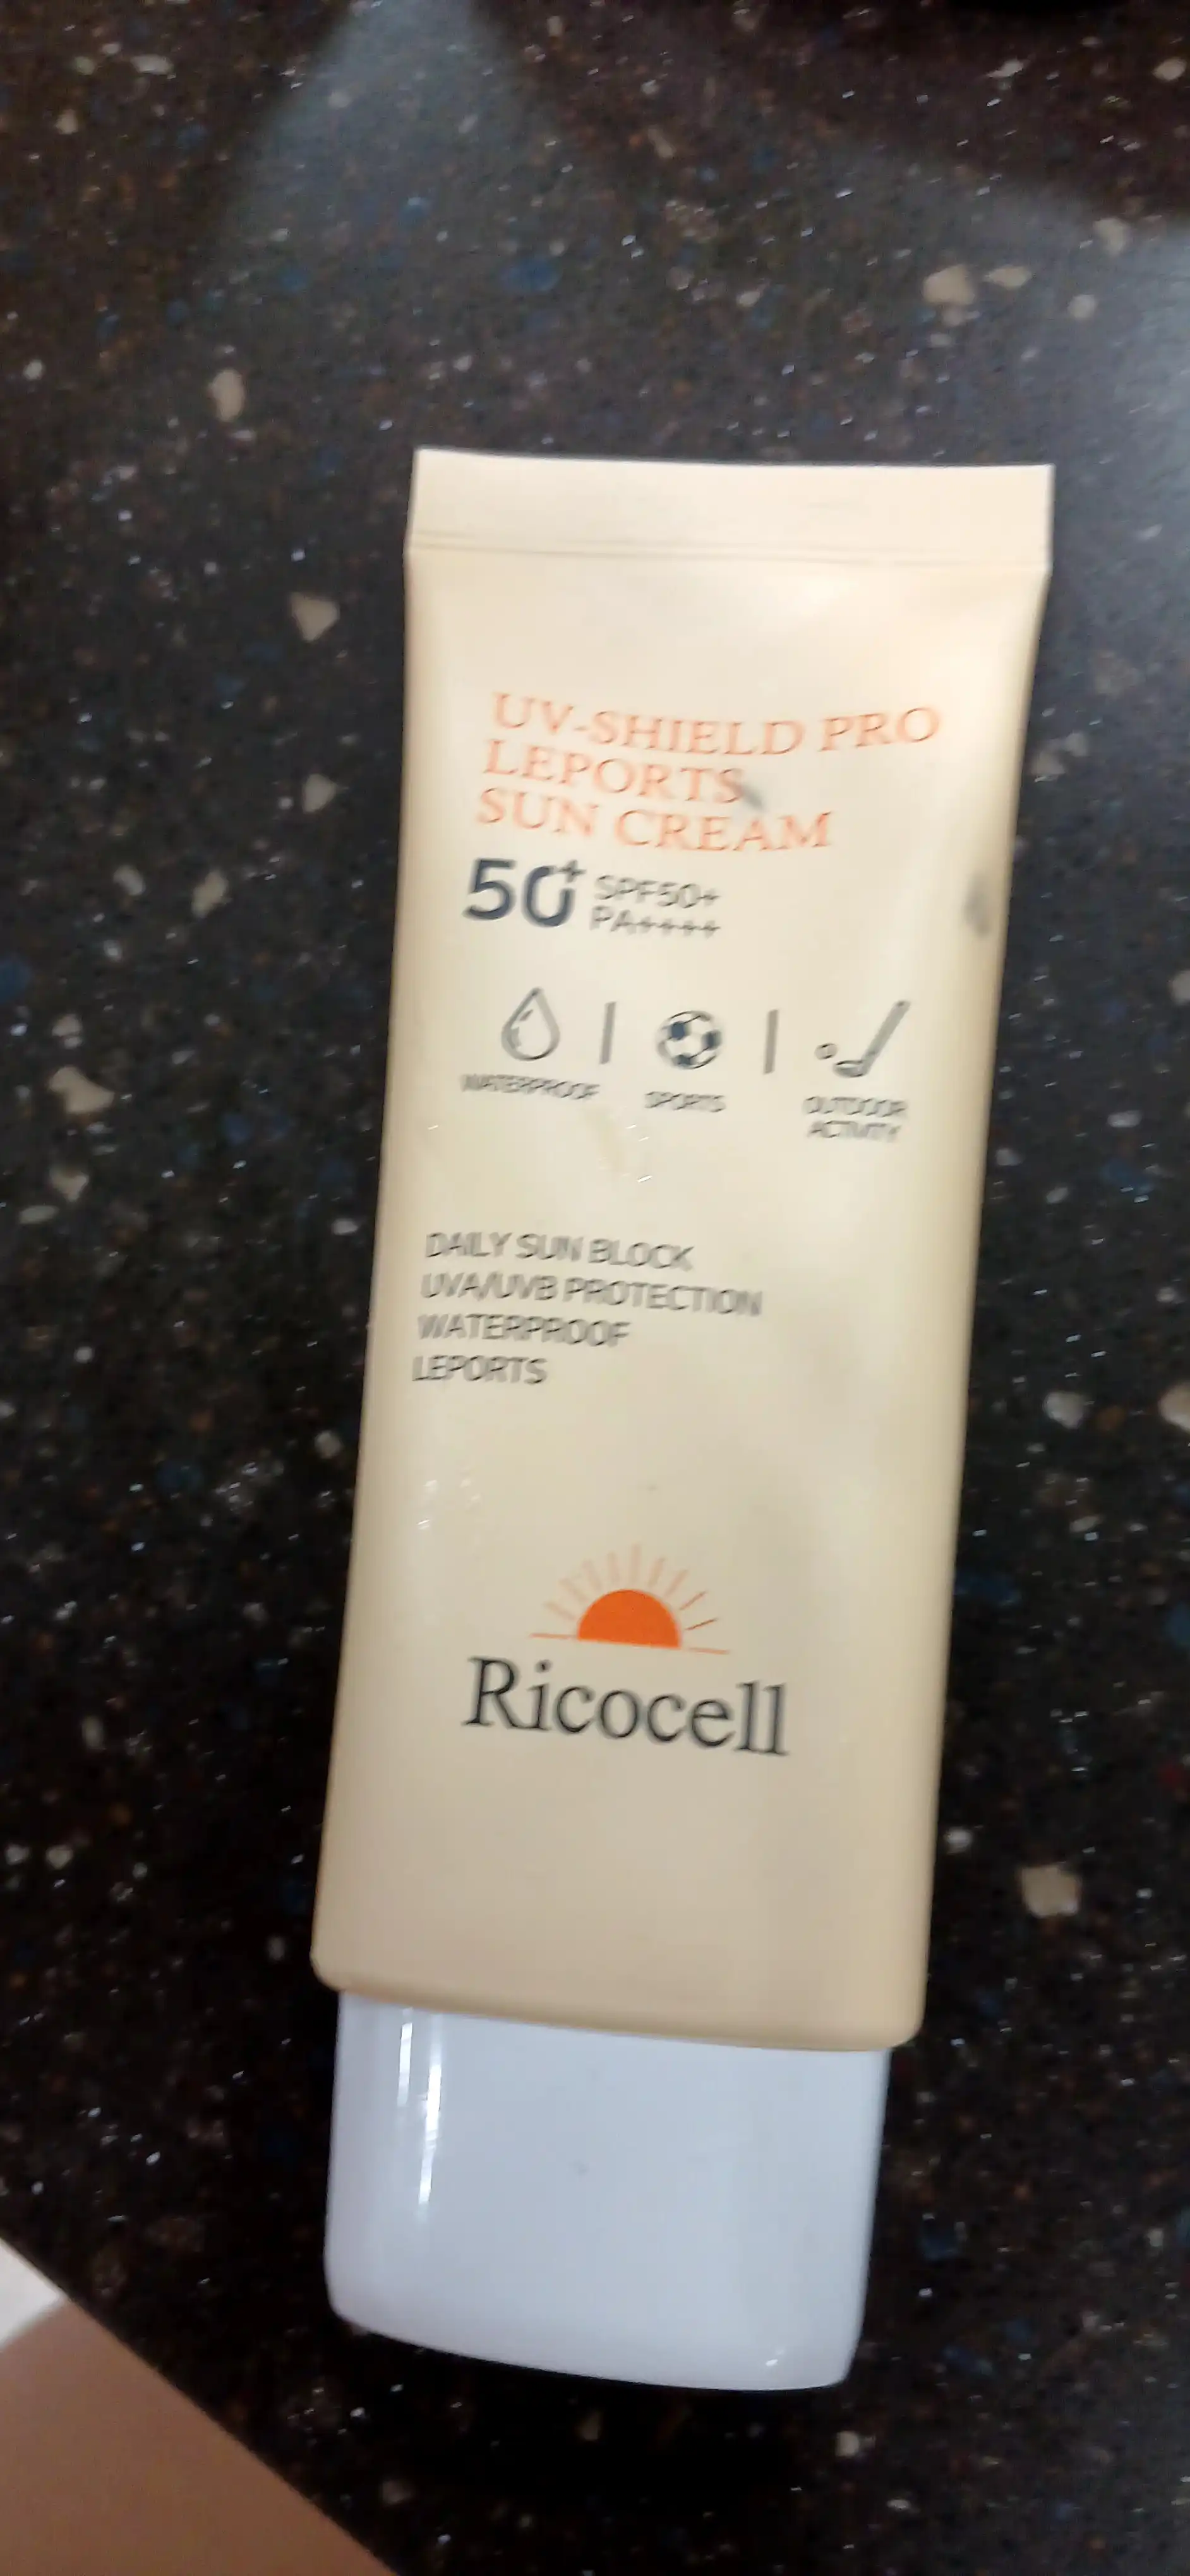 UV-SHIELD PRO
LEPORTS
SUN CREAM
50+ SPF50+
PA++++
WATERPROOF
SPORTS
OUTDOOR
ACTIVITY
DAILY SUN BLOCK
UVA/UVB PROTECTION
WATERPROOF
LEPORTS
Ricocell